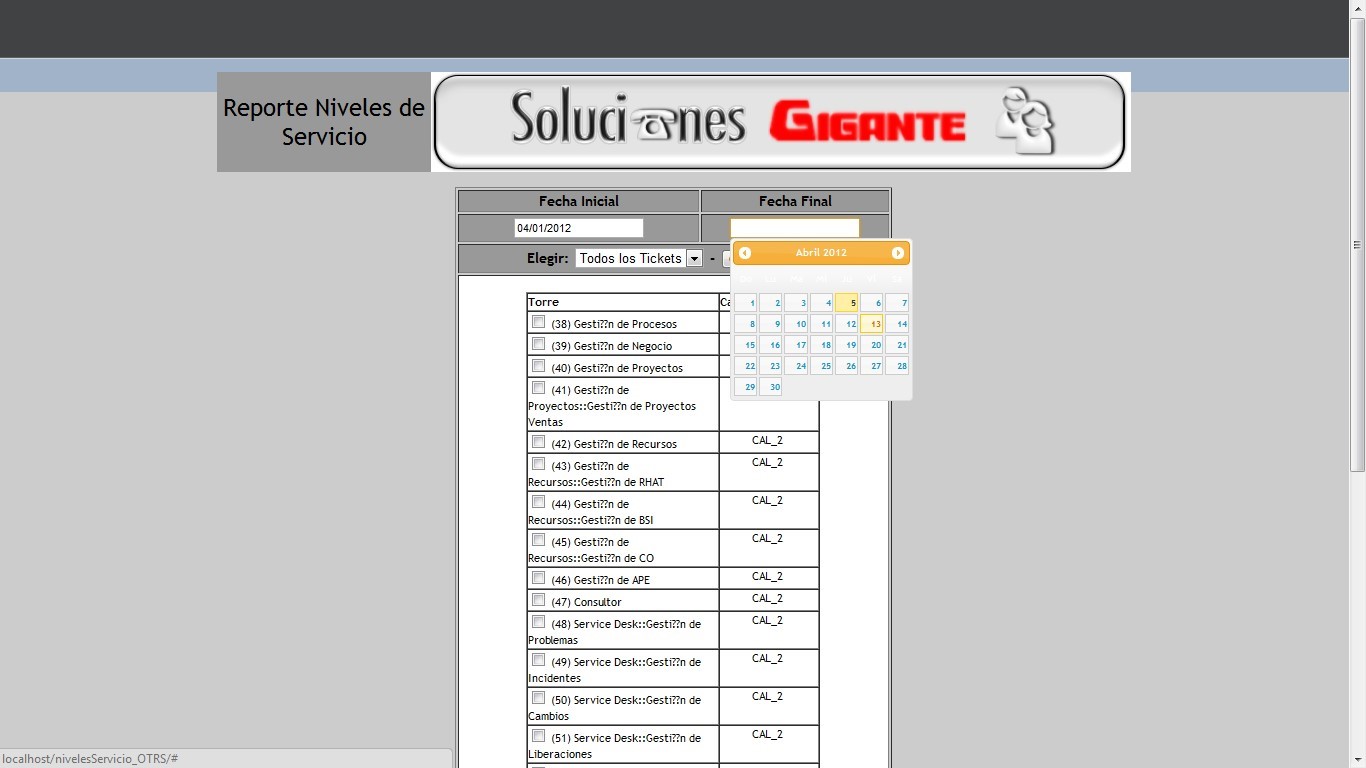 Reporte Niveles de
Servicio
Soluciones GIGANTE
Fecha Inicial Fecha Final
04/01/2012
Elegir: Todos los Tickets -
Abril 2012
1 2 3 4 5 6 7
8 9 10 11 12 13 14
15 16 17 18 19 20 21
22 23 24 25 26 27 28
29 30
Torre Ca
(38) Gesti??n de Procesos
(39) Gesti??n de Negocio
(40) Gesti??n de Proyectos
(41) Gesti??n de
Proyectos::Gesti??n de Proyectos
Ventas
(42) Gesti??n de Recursos CAL_2
(43) Gesti??n de CAL_2
Recursos::Gesti??n de RHAT
(44) Gesti??n de CAL_2
Recursos::Gesti??n de BSI
(45) Gesti??n de CAL_2
Recursos::Gesti??n de CO
(46) Gesti??n de APE CAL_2
(47) Consultor CAL_2
(48) Service Desk::Gesti??n de CAL_2
Problemas
(49) Service Desk::Gesti??n de CAL_2
Incidentes
(50) Service Desk::Gesti??n de CAL_2
Cambios
(51) Service Desk::Gesti??n de CAL_2
Liberaciones
localhost/nivelesServicio_OTRS/#